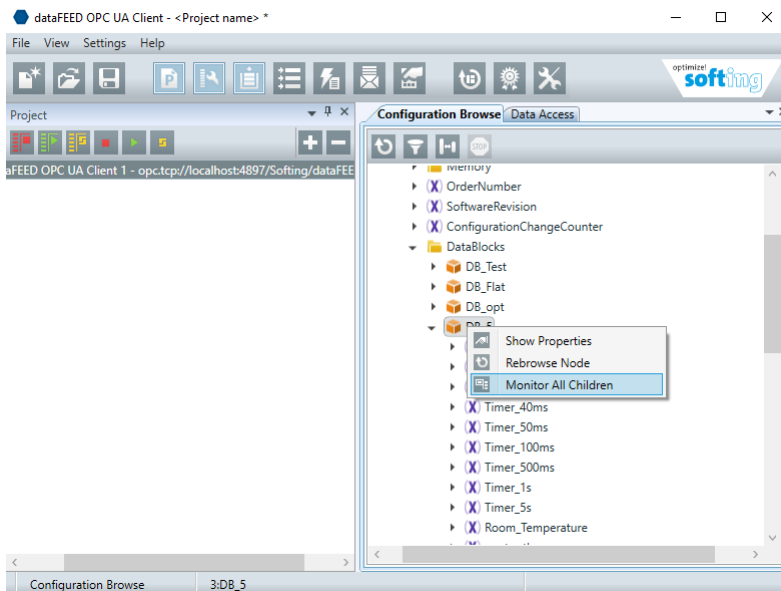 dataFEED OPC UA Client - <Project name> *
File View Settings Help
optimize!
softing
Project
Configuration Browse Data Access
STOP
aFEED OPC UA Client 1 - opc.tcp://localhost:4897/Softing/dataFEE
Memory
OrderNumber
SoftwareRevision
ConfigurationChangeCounter
DataBlocks
DB_Test
DB_Flat
DB_opt
DB_5
Show Properties
Rebrowse Node
Monitor All Children
Timer_40ms
Timer_50ms
Timer_100ms
Timer_500ms
Timer_1s
Timer_5s
Room_Temperature
Configuration Browse 3:DB_5